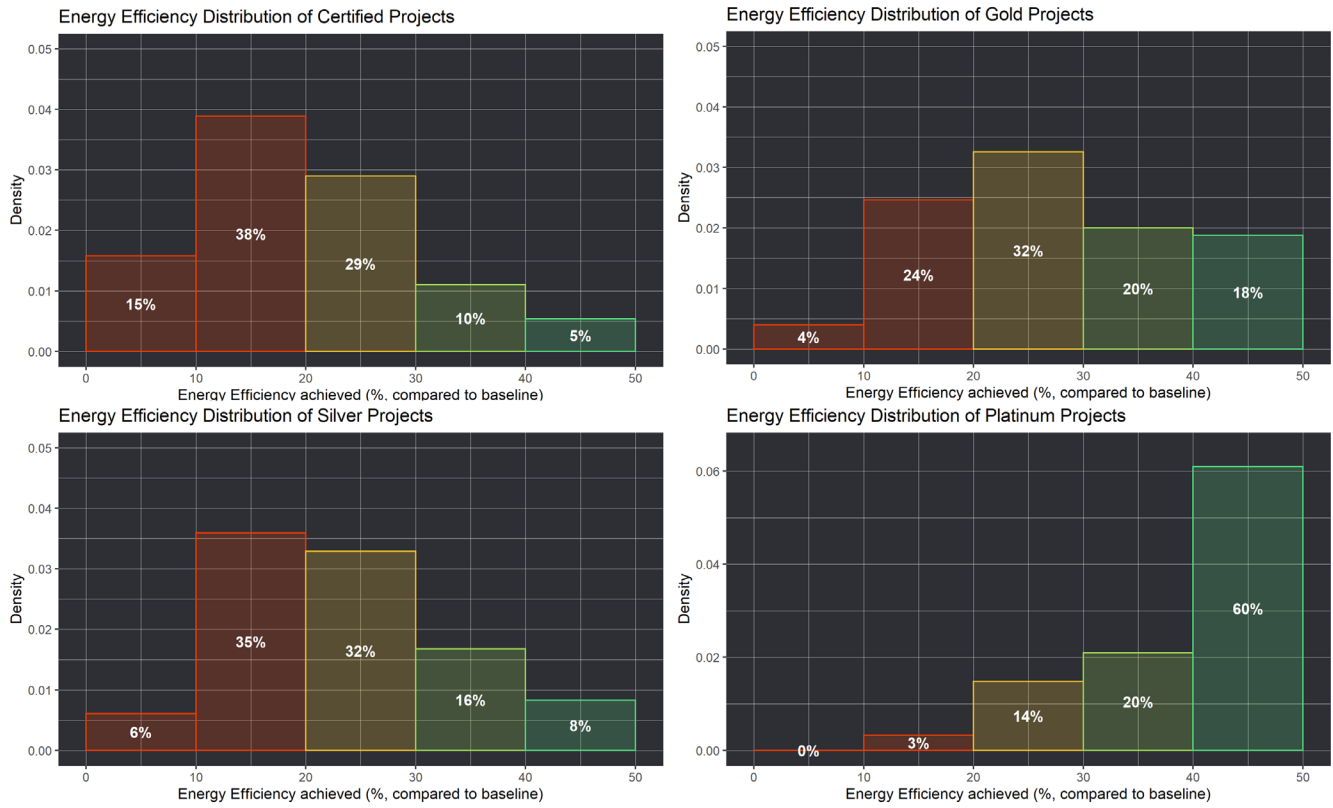 Energy Efficiency Distribution of Certified Projects
0.05
0.04
0.03
0.02
0.01
0.00
Density
15%
38%
29%
10%
5%
0 10 20 30 40 50
Energy Efficiency achieved (%, compared to baseline)
Energy Efficiency Distribution of Gold Projects
0.05
0.04
0.03
0.02
0.01
0.00
Density
4%
24%
32%
20%
18%
0 10 20 30 40 50
Energy Efficiency achieved (%, compared to baseline)
Energy Efficiency Distribution of Silver Projects
0.05
0.04
0.03
0.02
0.01
0.00
Density
6%
35%
32%
16%
8%
0 10 20 30 40 50
Energy Efficiency achieved (%, compared to baseline)
Energy Efficiency Distribution of Platinum Projects
0.06
0.04
0.02
0.00
Density
0%
3%
14%
20%
60%
0 10 20 30 40 50
Energy Efficiency achieved (%, compared to baseline)